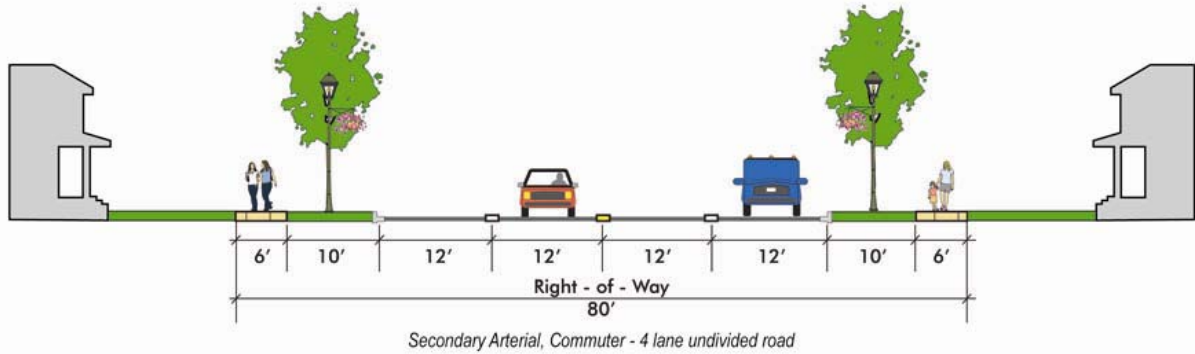 6' 10' 12' 12' 12' 12' 10' 6'
Right - of - Way
80'
Secondary Arterial, Commuter - 4 lane undivided road